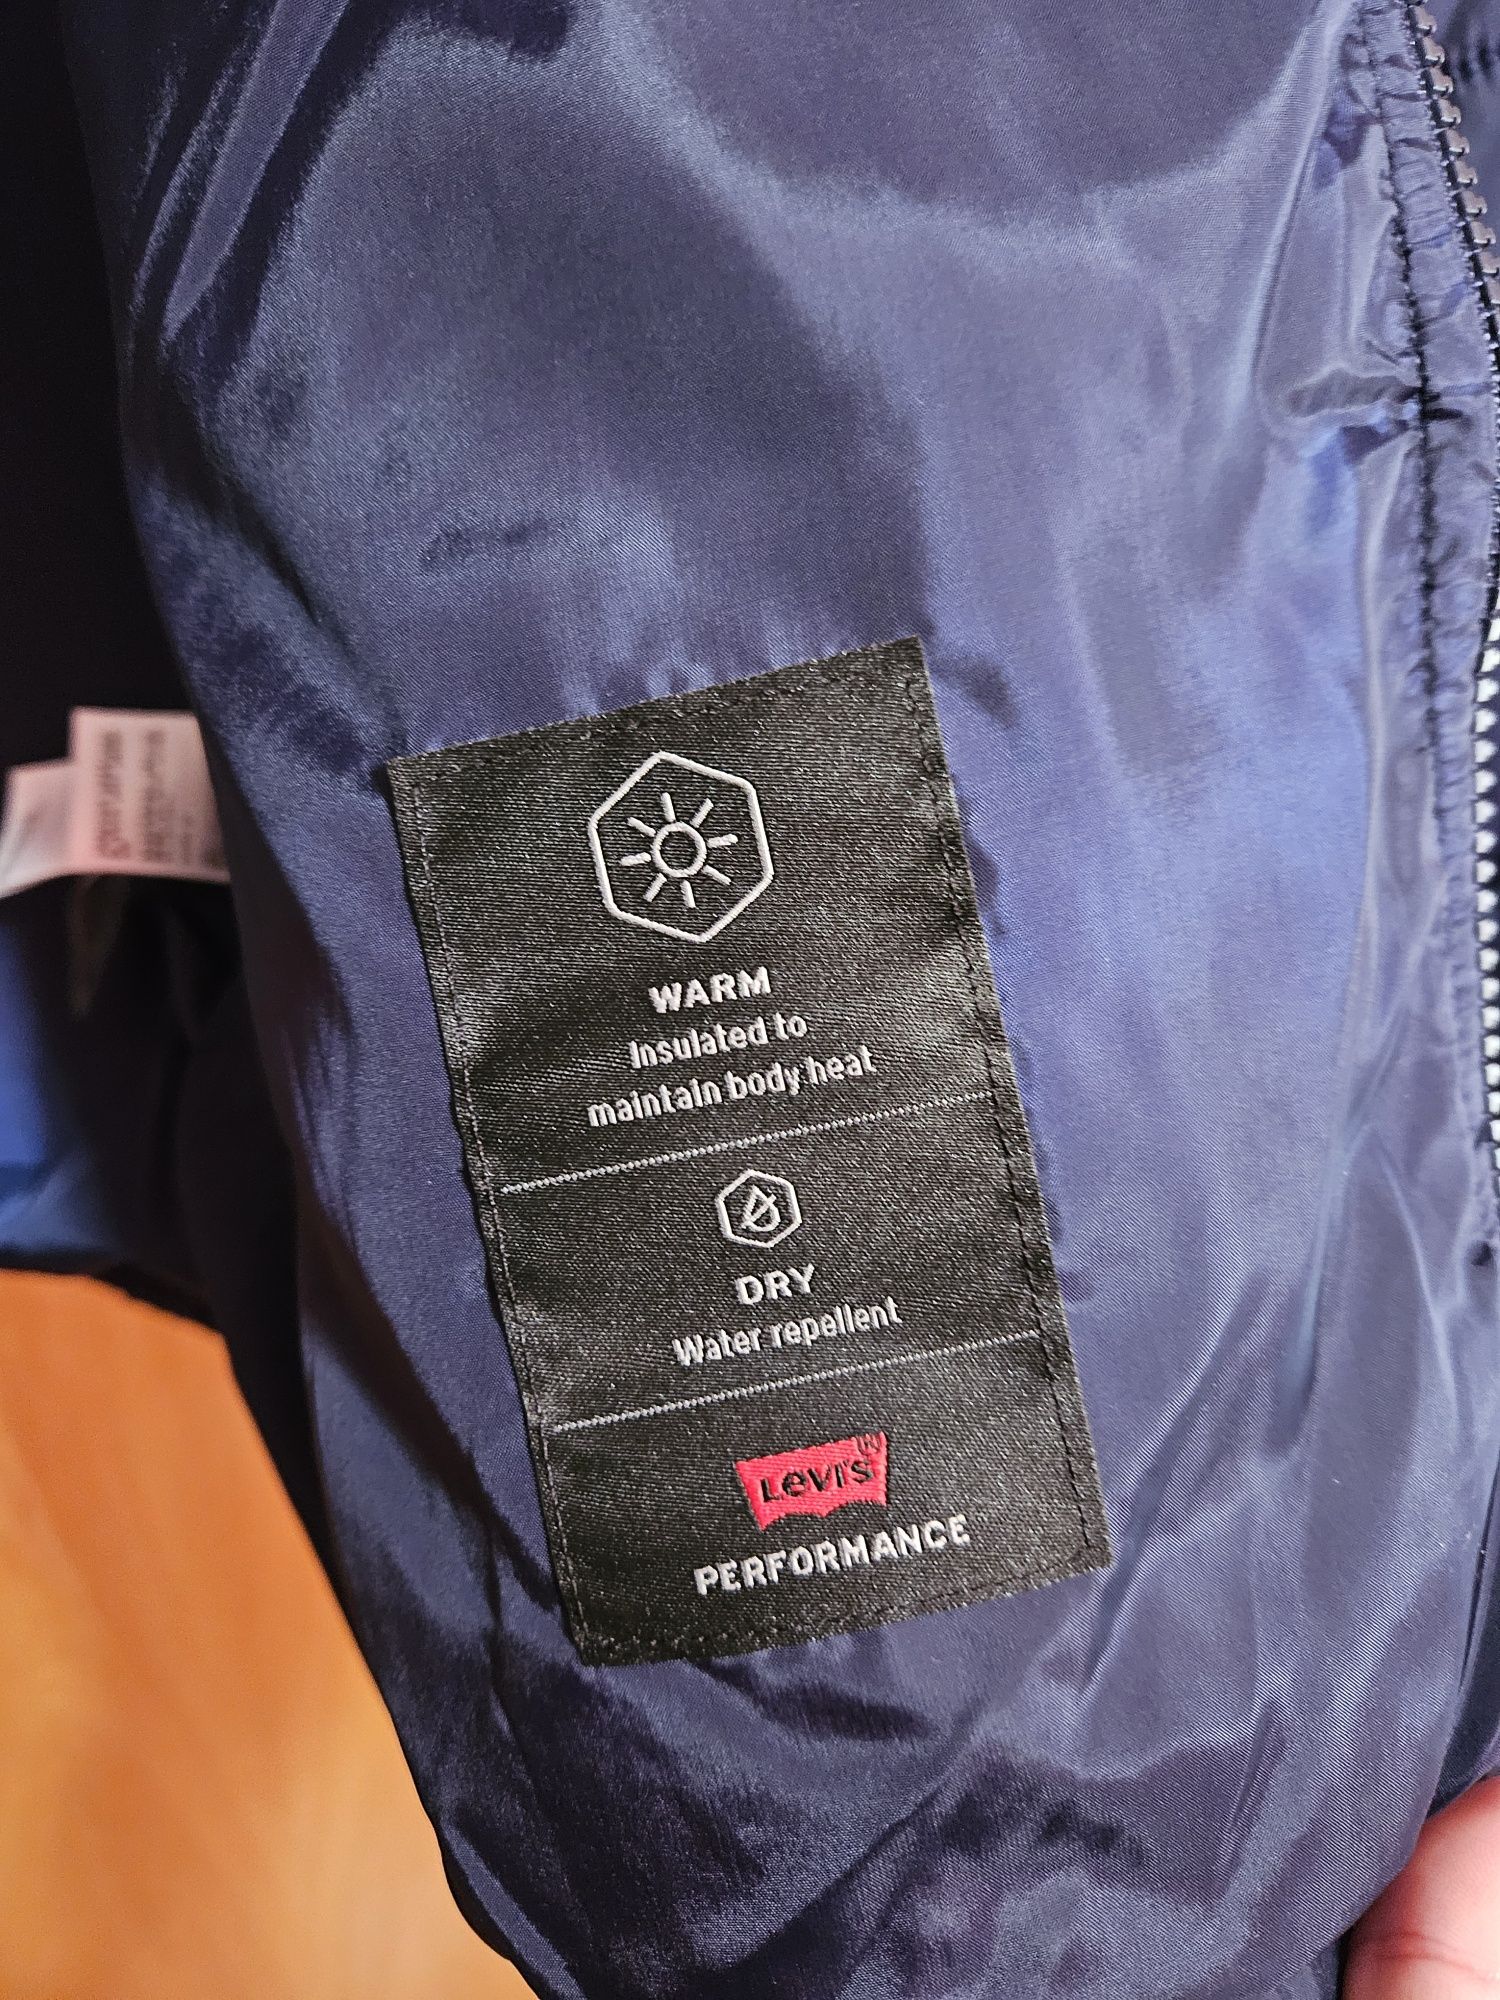 WARM
Insulated to
maintain body heat
DRY
Water repellent
Levi's®
PERFORMANCE